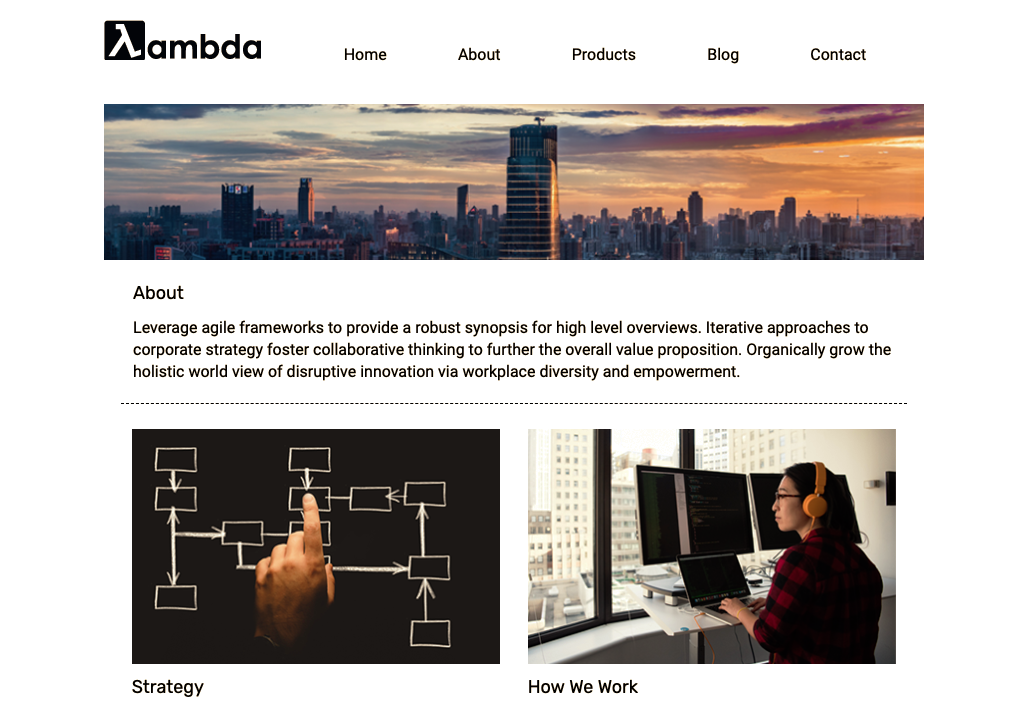 λambda
Home About Products Blog Contact
About
Leverage agile frameworks to provide a robust synopsis for high level overviews. Iterative approaches to
corporate strategy foster collaborative thinking to further the overall value proposition. Organically grow the
holistic world view of disruptive innovation via workplace diversity and empowerment.
Strategy
How We Work